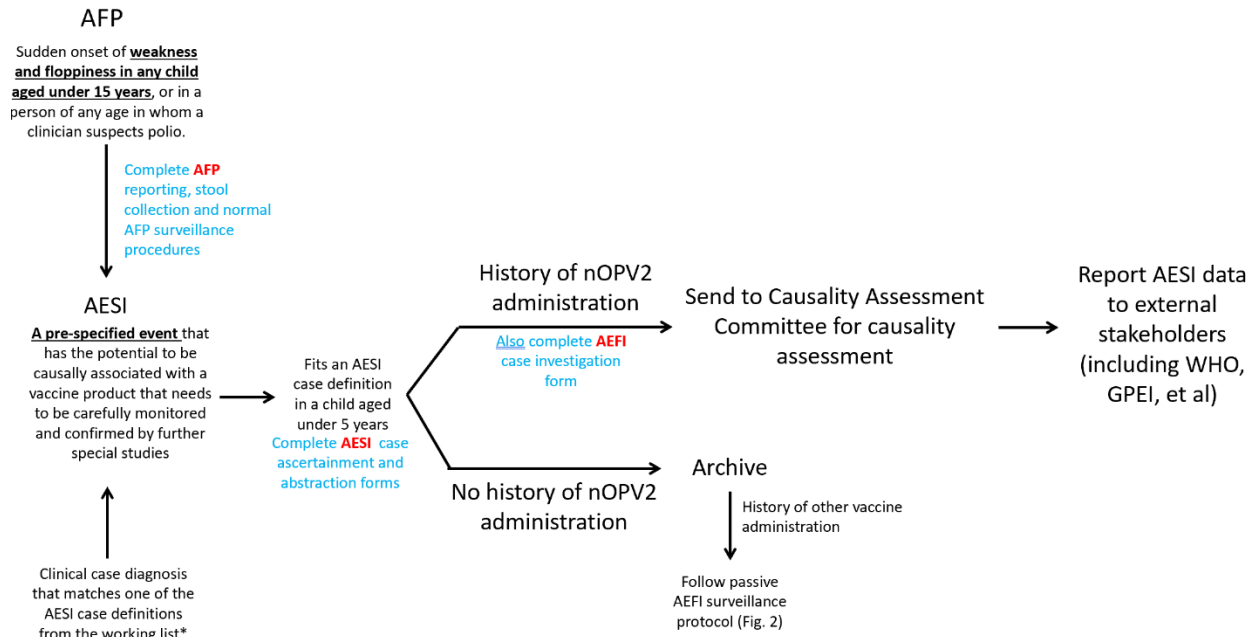 AFP
Sudden onset of weakness
and floppiness in any child
aged under 15 years, or in a
person of any age in whom a
clinician suspects polio.
Complete AFP
reporting, stool
collection and normal
AFP surveillance
procedures
AESI
A pre-specified event that
has the potential to be
causally associated with a
vaccine product that needs
to be carefully monitored
and confirmed by further
special studies
Clinical case diagnosis
that matches one of the
AESI case definitions
from the working list*
Fits an AESI
case definition
in a child aged
under 5 years
Complete AESI case
ascertainment and
abstraction forms
History of nOPV2
administration
Also complete AEFI
case investigation
form
Send to Causality Assessment
Committee for causality
assessment
Report AESI data
to external
stakeholders
(including WHO,
GPEI, et al)
No history of nOPV2
administration
Archive
History of other vaccine
administration
Follow passive
AEFI surveillance
protocol (Fig. 2)